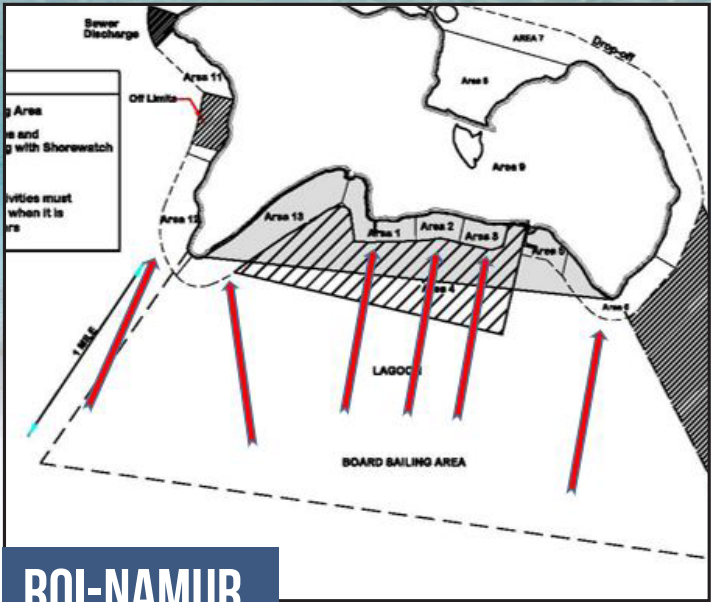 Sewer
Discharge
AREA 7
Drop-off
Area 11
Area 8
Off Limits
g Area
es and
g with Shorewatch
Area 9
ivities must
when it is
ars
Area 12
Area 13
Area 1
Area 2
Area 3
Area 5
Area 4
Area 6
1 MILE
LAGOON
BOARD SAILING AREA
ROI-NAMUR